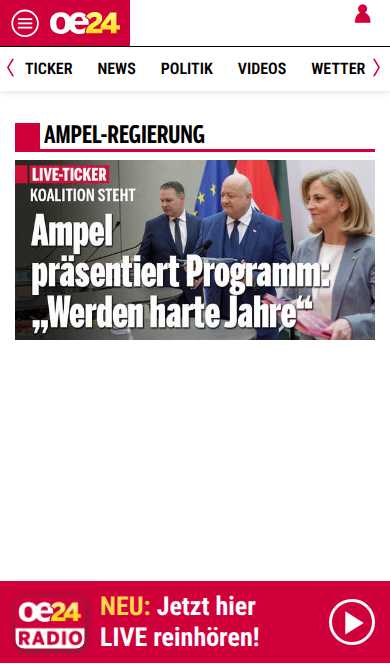 oe24
TICKER NEWS POLITIK VIDEOS WETTER
AMPEL-REGIERUNG
LIVE-TICKER
KOALITION STEHT
Ampel
präsentiert Programm:
„Werden harte Jahre“
oe24 NEU: Jetzt hier
RADIO LIVE reinhören!